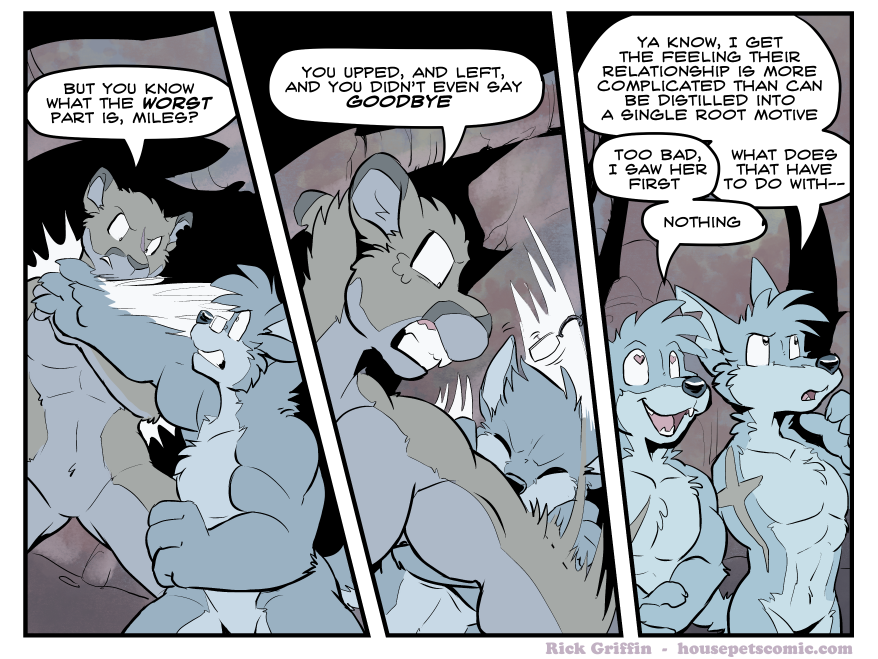 BUT YOU KNOW
WHAT THE WORST
PART IS, MILES?
YOU UPPED, AND LEFT,
AND YOU DIDN'T EVEN SAY
GOODBYE
YA KNOW, I GET
THE FEELING THEIR
RELATIONSHIP IS MORE
COMPLICATED THAN CAN
BE DISTILLED INTO
A SINGLE ROOT MOTIVE
TOO BAD,
I SAW HER
FIRST
WHAT DOES
THAT HAVE
TO DO WITH--
NOTHING
Rick Griffin - housepetscomic.com